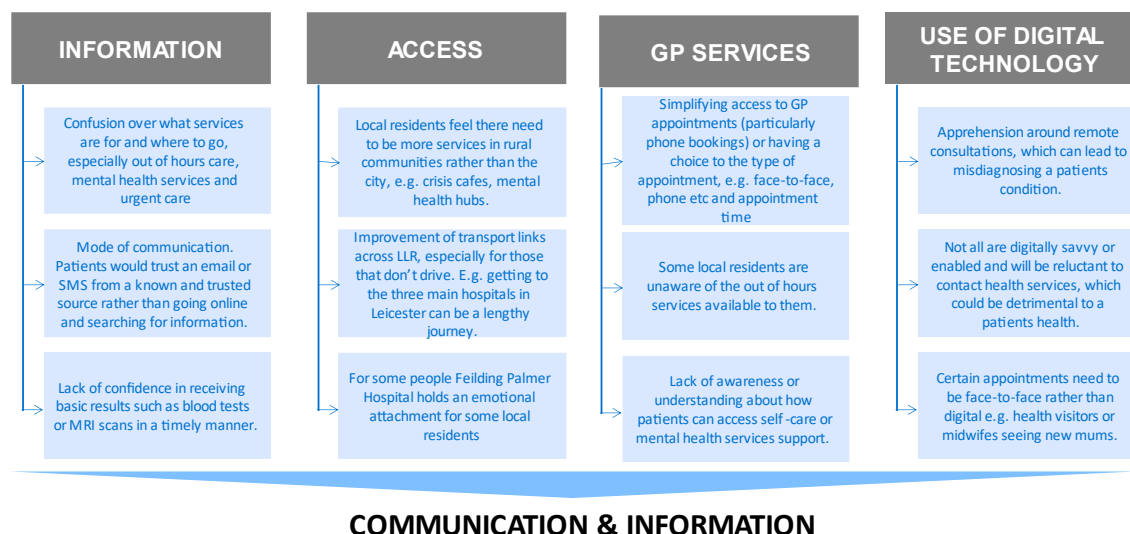 INFORMATION
Confusion over what services
are for and where to go,
especially out of hours care,
mental health services and
urgent care
Mode of communication.
Patients would trust an email or
SMS from a known and trusted
source rather than going online
and searching for information.
Lack of confidence in receiving
basic results such as blood tests
or MRI scans in a timely manner.
ACCESS
Local residents feel there need
to be more services in rural
communities rather than the
city, e.g. crisis cafes, mental
health hubs.
Improvement of transport links
across LLR, especially for those
that don't drive. E.g. getting to
the three main hospitals in
Leicester can be a lengthy
journey.
For some people Feilding Palmer
Hospital holds an emotional
attachment for some local
residents
GP SERVICES
Simplifying access to GP
appointments (particularly
phone bookings) or having a
choice to the type of
appointment, e.g. face-to-face,
phone etc and appointment
time
Some local residents are
unaware of the out of hours
services available to them.
Lack of awareness or
understanding about how
patients can access self -care or
mental health services support.
USE OF DIGITAL
TECHNOLOGY
Apprehension around remote
consultations, which can lead to
misdiagnosing a patients
condition.
Not all are digitally savvy or
enabled and will be reluctant to
contact health services, which
could be detrimental to a
patients health.
Certain appointments need to
be face-to-face rather than
digital e.g. health visitors or
midwifes seeing new mums.
COMMUNICATION & INFORMATION